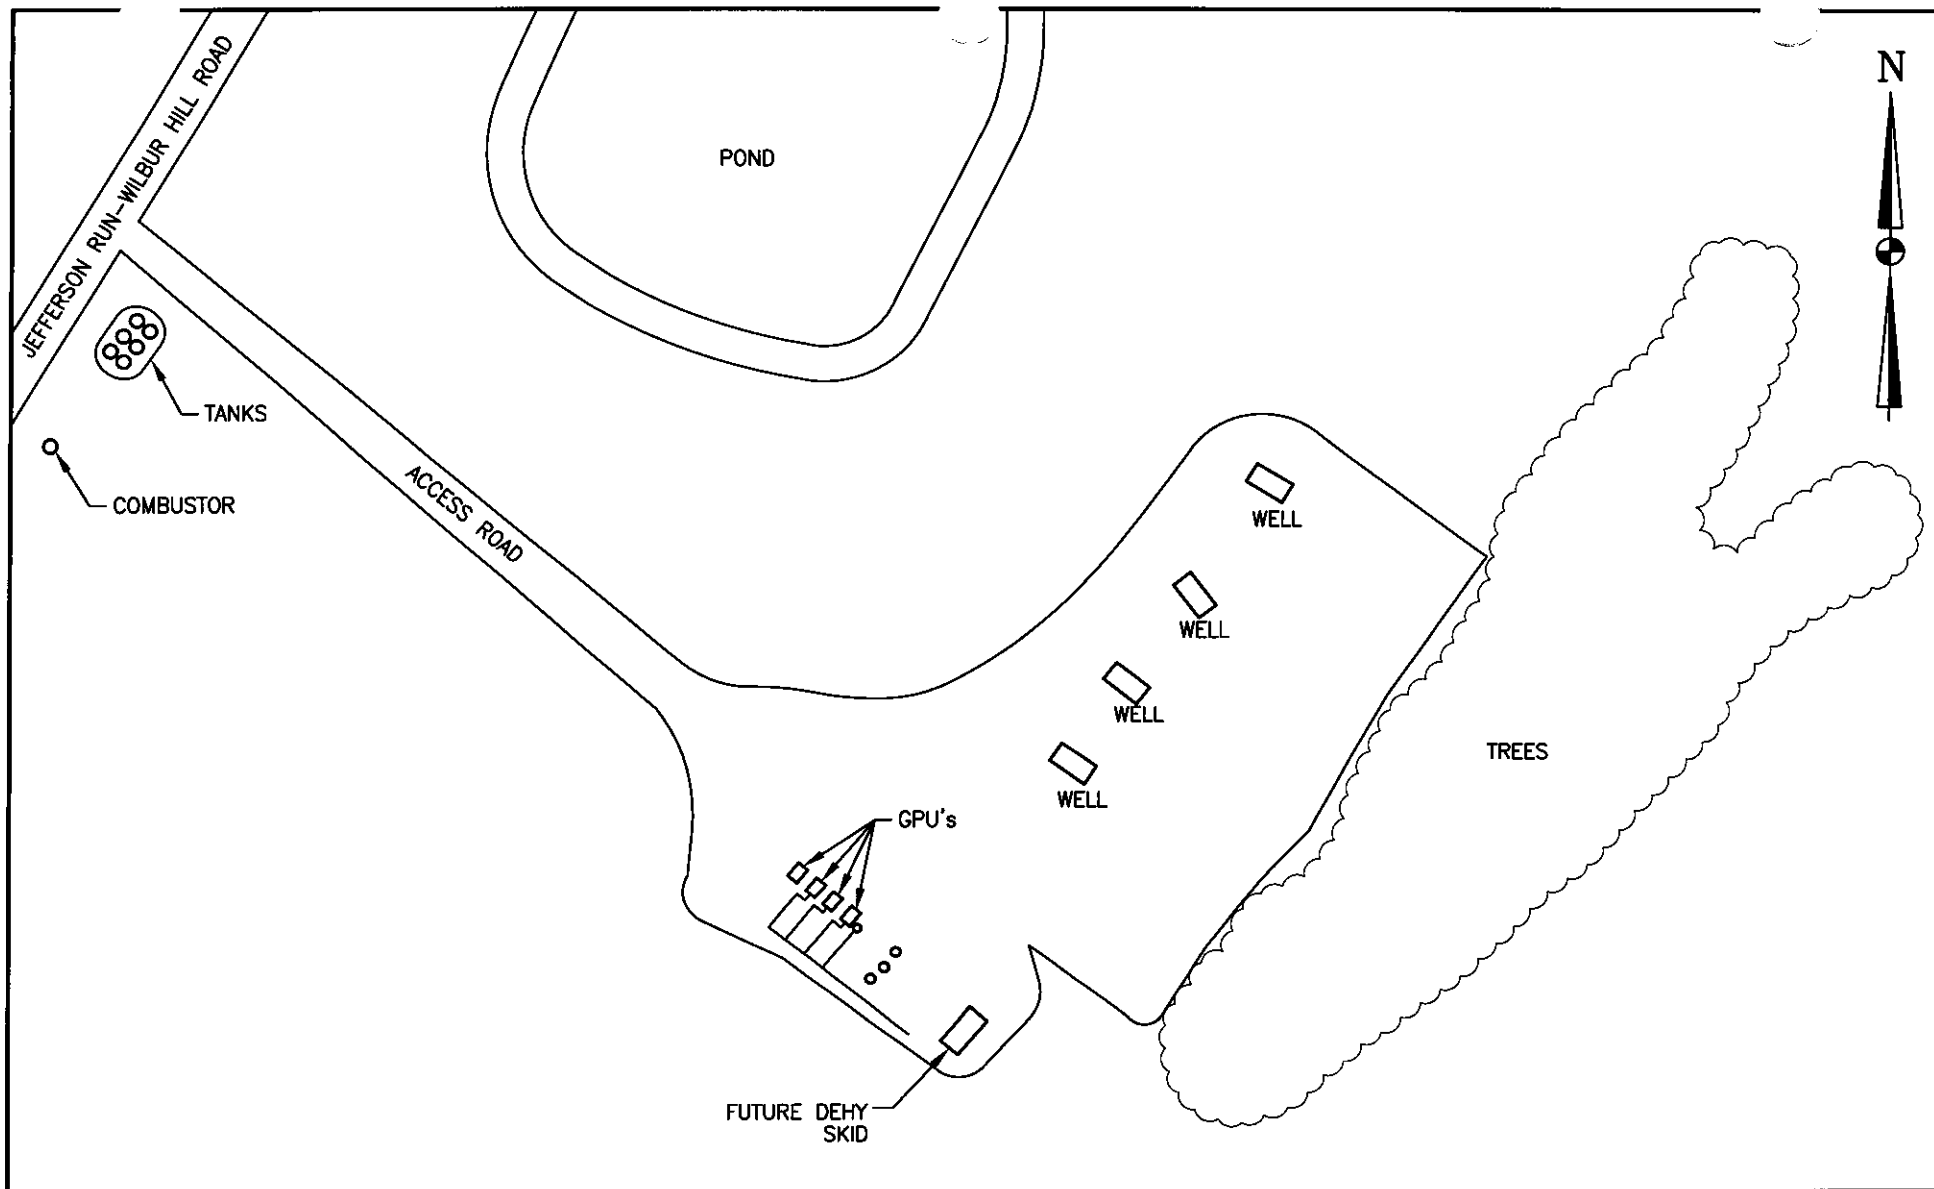 N
JEFFERSON RUN-WILBUR HILL ROAD
POND
TANKS
COMBUSTOR
ACCESS ROAD
WELL
WELL
WELL
WELL
TREES
GPU's
FUTURE DEHY
SKID